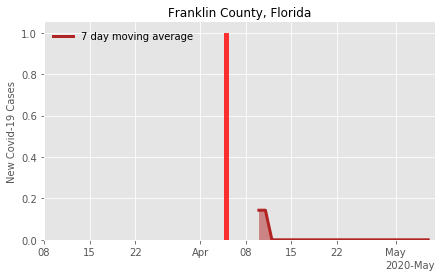 Franklin County, Florida
7 day moving average
New Covid-19 Cases
1.0
0.8
0.6
0.4
0.2
0.0
08 15 22 Apr 08 15 22 May
2020-May